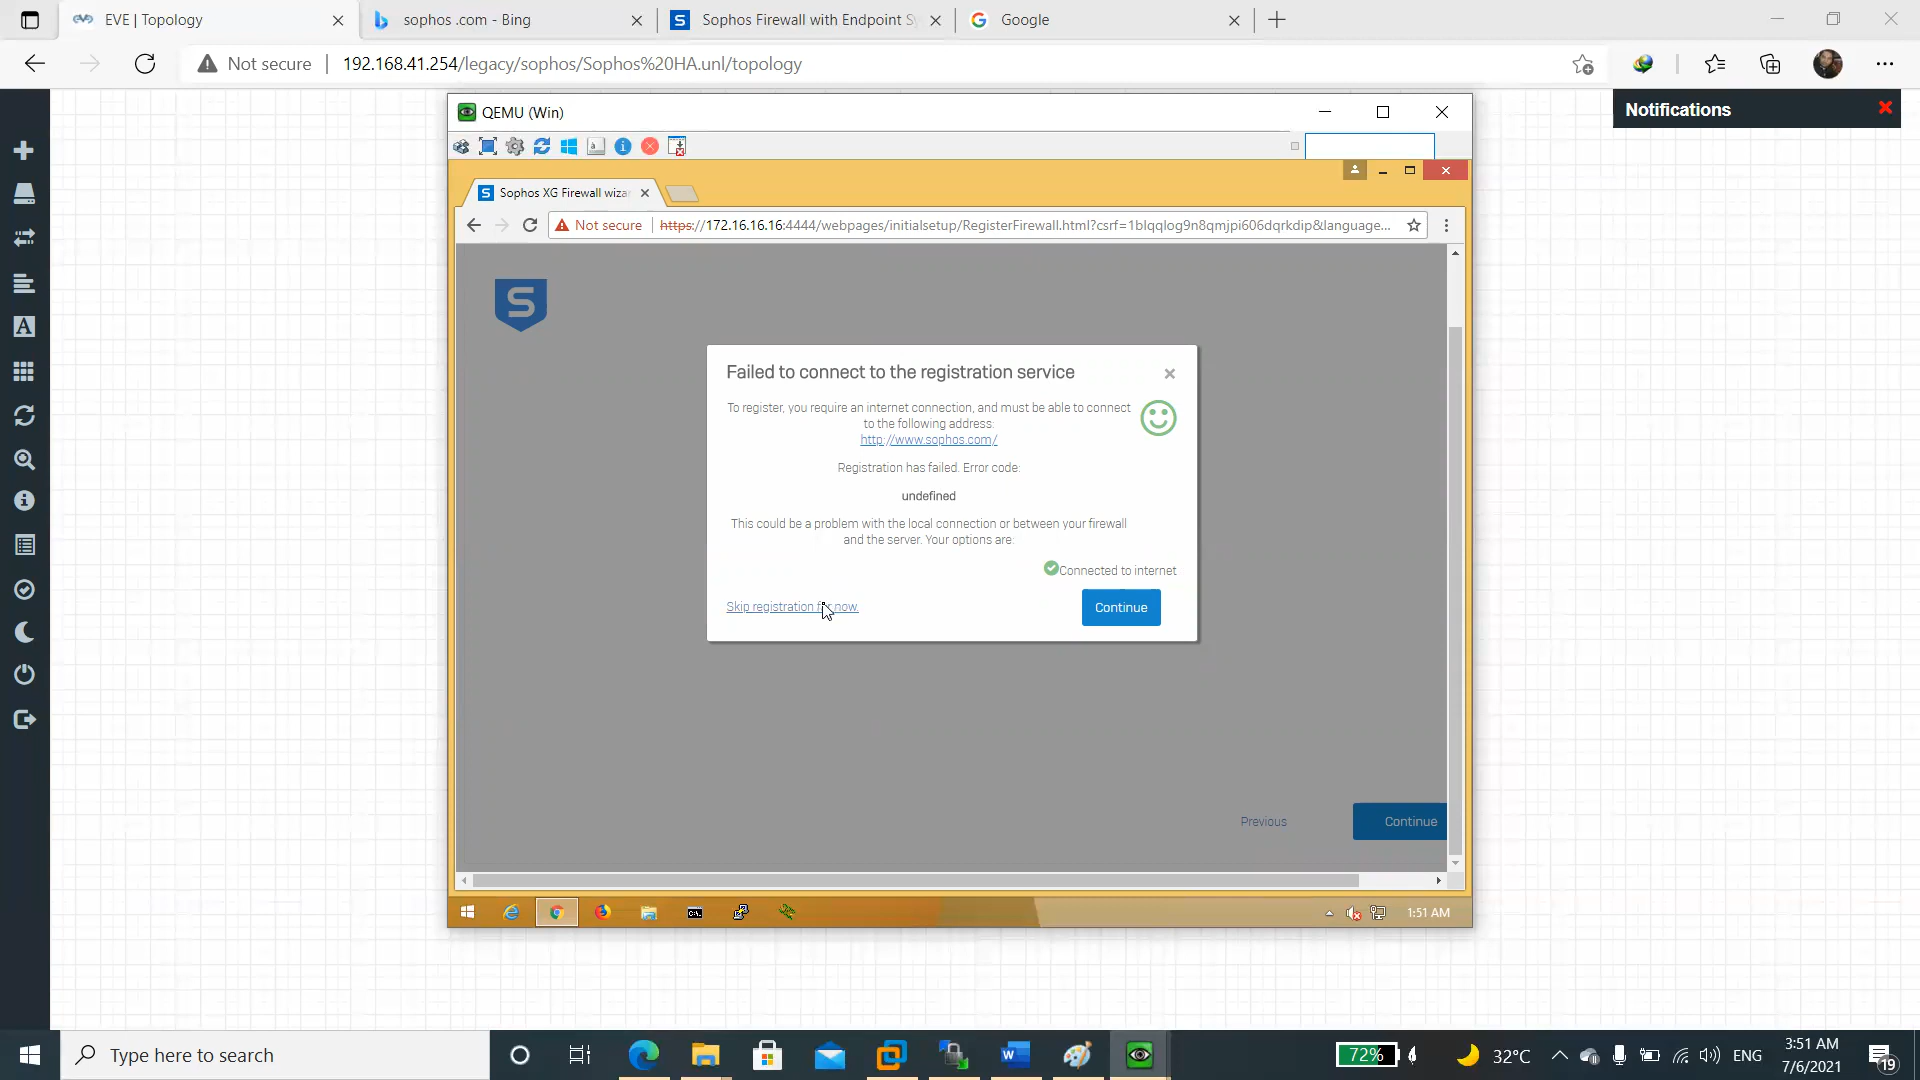 EVE | Topology
sophos .com - Bing
Sophos Firewall with Endpoint S
Google
Not secure
192.168.41.254/legacy/sophos/Sophos%20HA.unl/topology
QEMU (Win)
Notifications
Sophos XG Firewall wiza
Not secure
https://172.16.16.16:4444/webpages/initialsetup/RegisterFirewall.html?csrf=1blqqlog9n8qmjpi606dqrkdip&language...
S
Failed to connect to the registration service
To register, you require an internet connection, and must be able to connect
to the following address:
http://www.sophos.com/
Registration has failed. Error code:
undefined
This could be a problem with the local connection or between your firewall
and the server. Your options are:
Connected to internet
Skip registration for now.
Continue
Previous
Continue
1:51 AM
Type here to search
72%
32°C
ENG
3:51 AM
7/6/2021
19